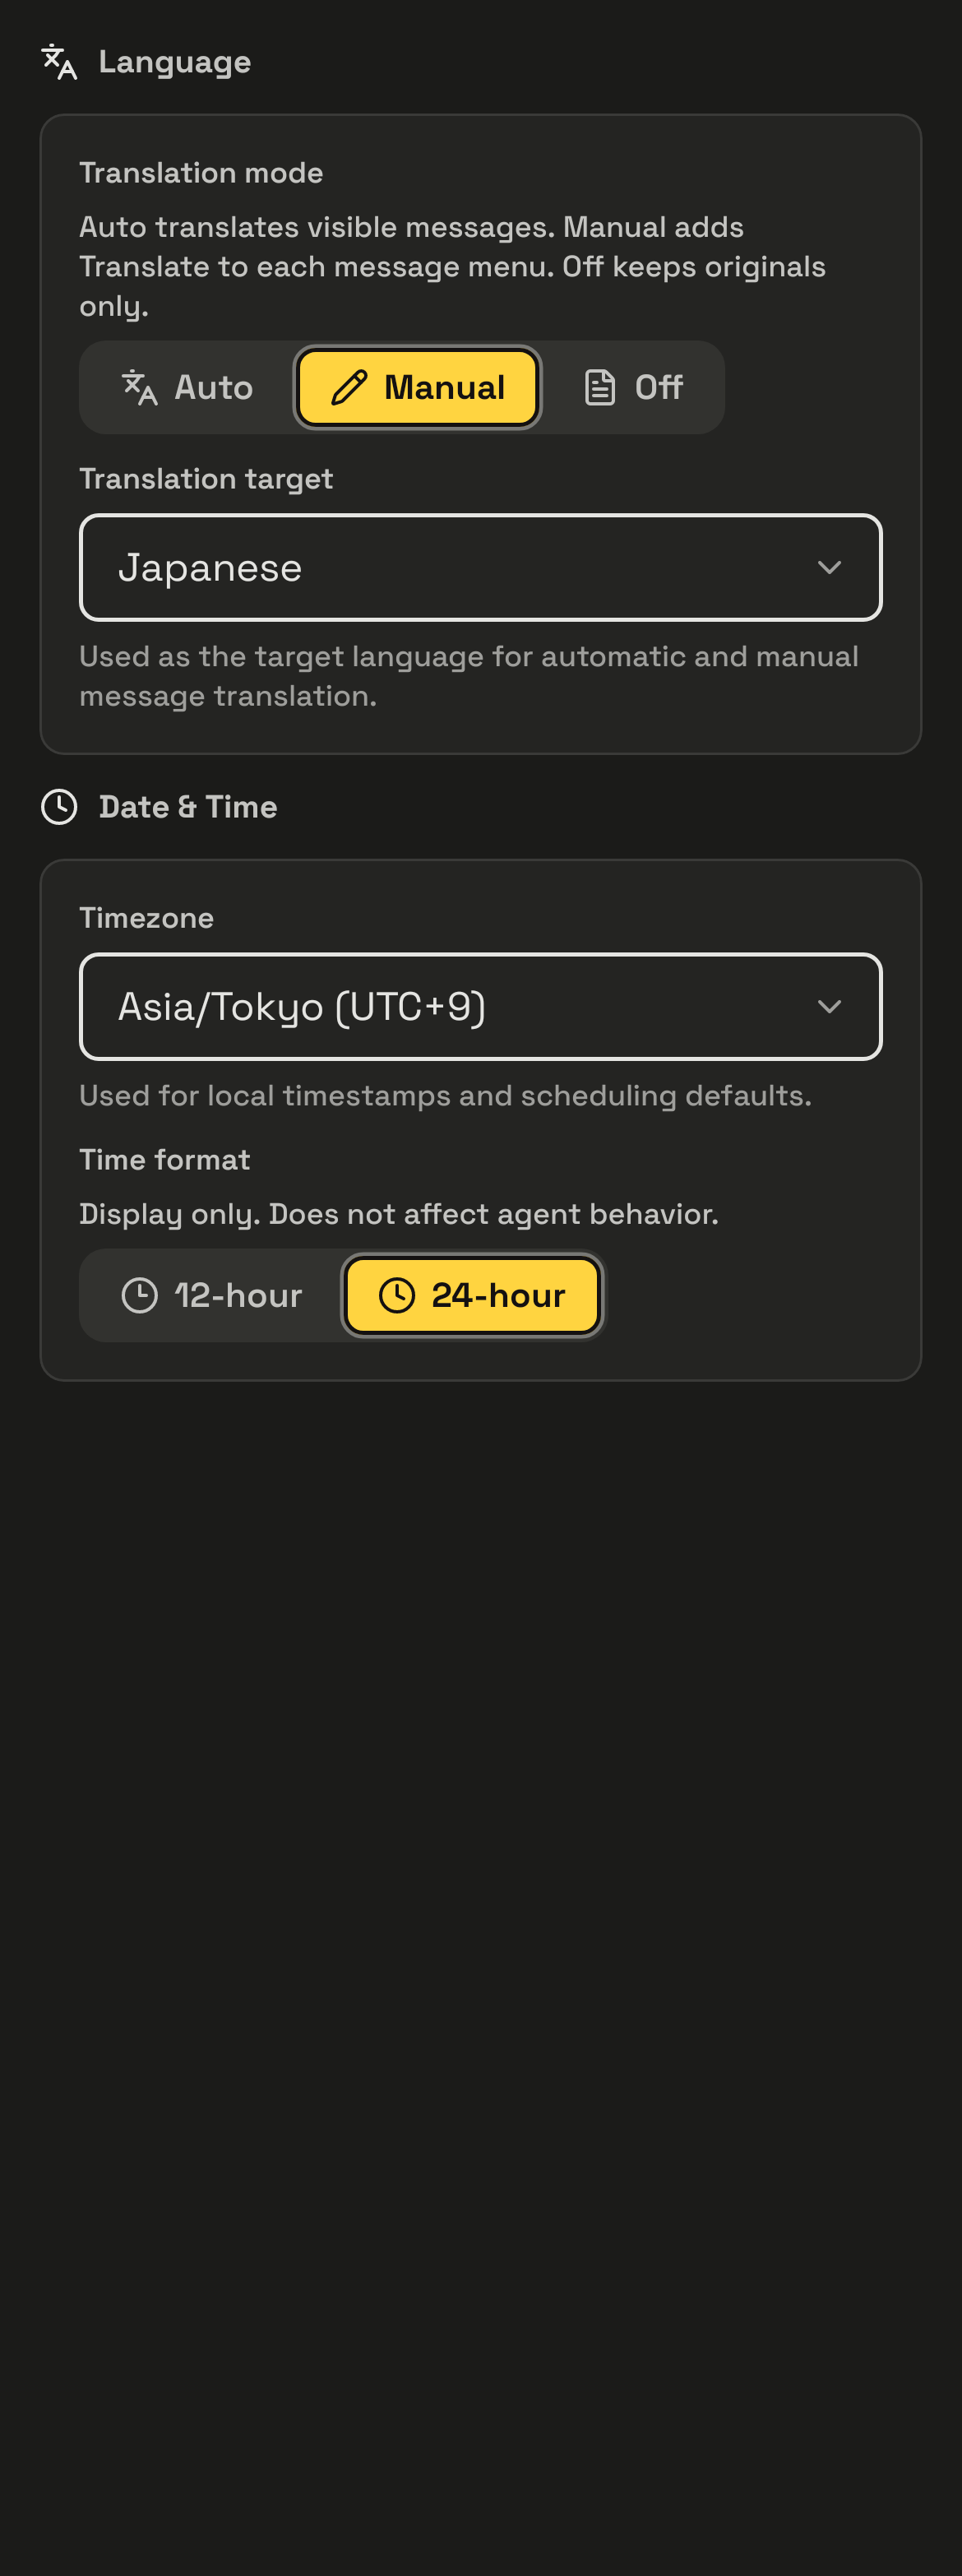 Language
Translation mode
Auto translates visible messages. Manual adds
Translate to each message menu. Off keeps originals
only.
Auto
Manual
Off
Translation target
Japanese
Used as the target language for automatic and manual
message translation.
Date & Time
Timezone
Asia/Tokyo (UTC+9)
Used for local timestamps and scheduling defaults.
Time format
Display only. Does not affect agent behavior.
12-hour
24-hour